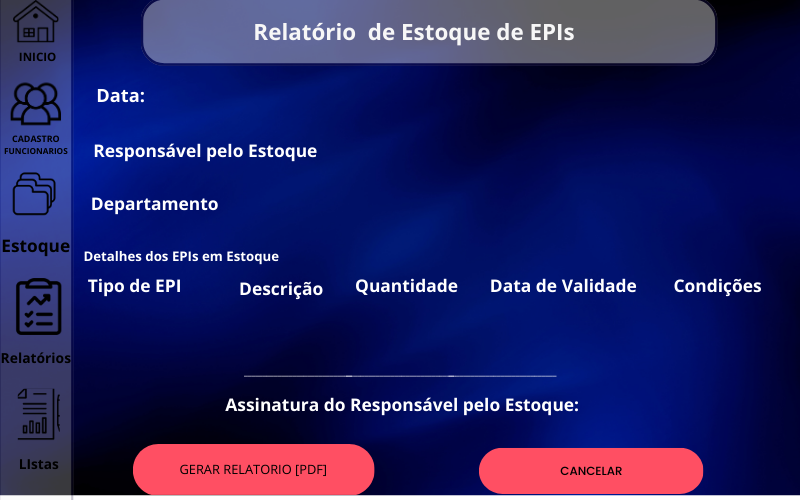 Relatório de Estoque de EPIs
INICIO
CADASTRO
FUNCIONARIOS
Estoque
Relatórios
LIstas
Data:
Responsável pelo Estoque
Departamento
Detalhes dos EPIs em Estoque
Tipo de EPI Descrição Quantidade Data de Validade Condições
Assinatura do Responsável pelo Estoque:
GERAR RELATORIO [PDF] CANCELAR